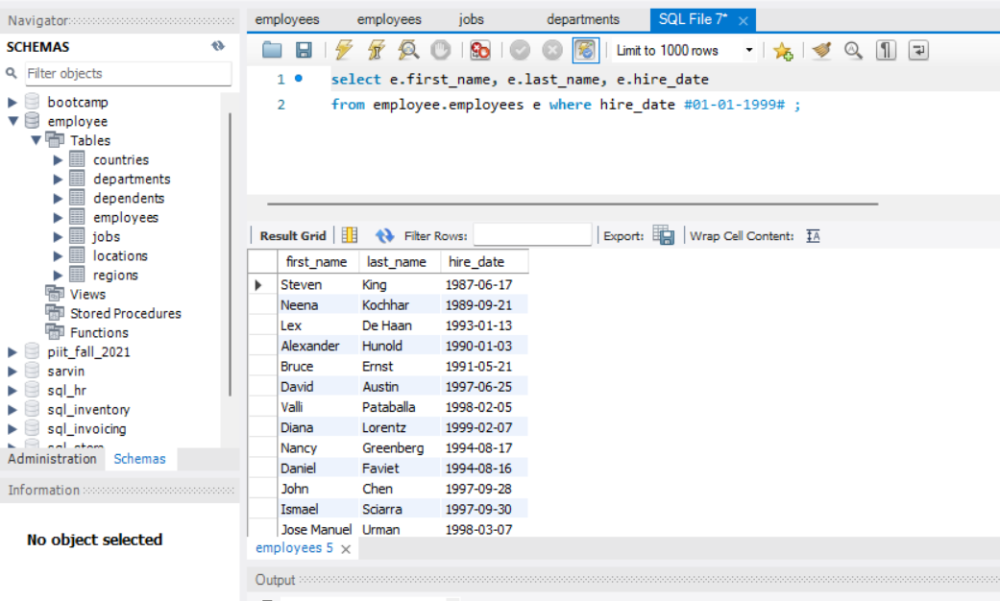 Navigator
SCHEMAS
Filter objects
bootcamp
employee
Tables
countries
departments
dependents
employees
jobs
locations
regions
Views
Stored Procedures
Functions
piit_fall_2021
sarvin
sql_hr
sql_inventory
sql_invoicing
Administration Schemas
Information
No object selected
employees employees jobs departments SQL File 7*
Limit to 1000 rows
1 select e.first_name, e.last_name, e.hire_date
2 from employee.employees e where hire_date #01-01-1999# ;
Result Grid Filter Rows: Export: Wrap Cell Content:
first_name last_name hire_date
Steven King 1987-06-17
Neena Kochhar 1989-09-21
Lex De Haan 1993-01-13
Alexander Hunold 1990-01-03
Bruce Ernst 1991-05-21
David Austin 1997-06-25
Valli Pataballa 1998-02-05
Diana Lorentz 1999-02-07
Nancy Greenberg 1994-08-17
Daniel Faviet 1994-08-16
John Chen 1997-09-28
Ismael Sciarra 1997-09-30
Jose Manuel Urman 1998-03-07
employees 5
Output